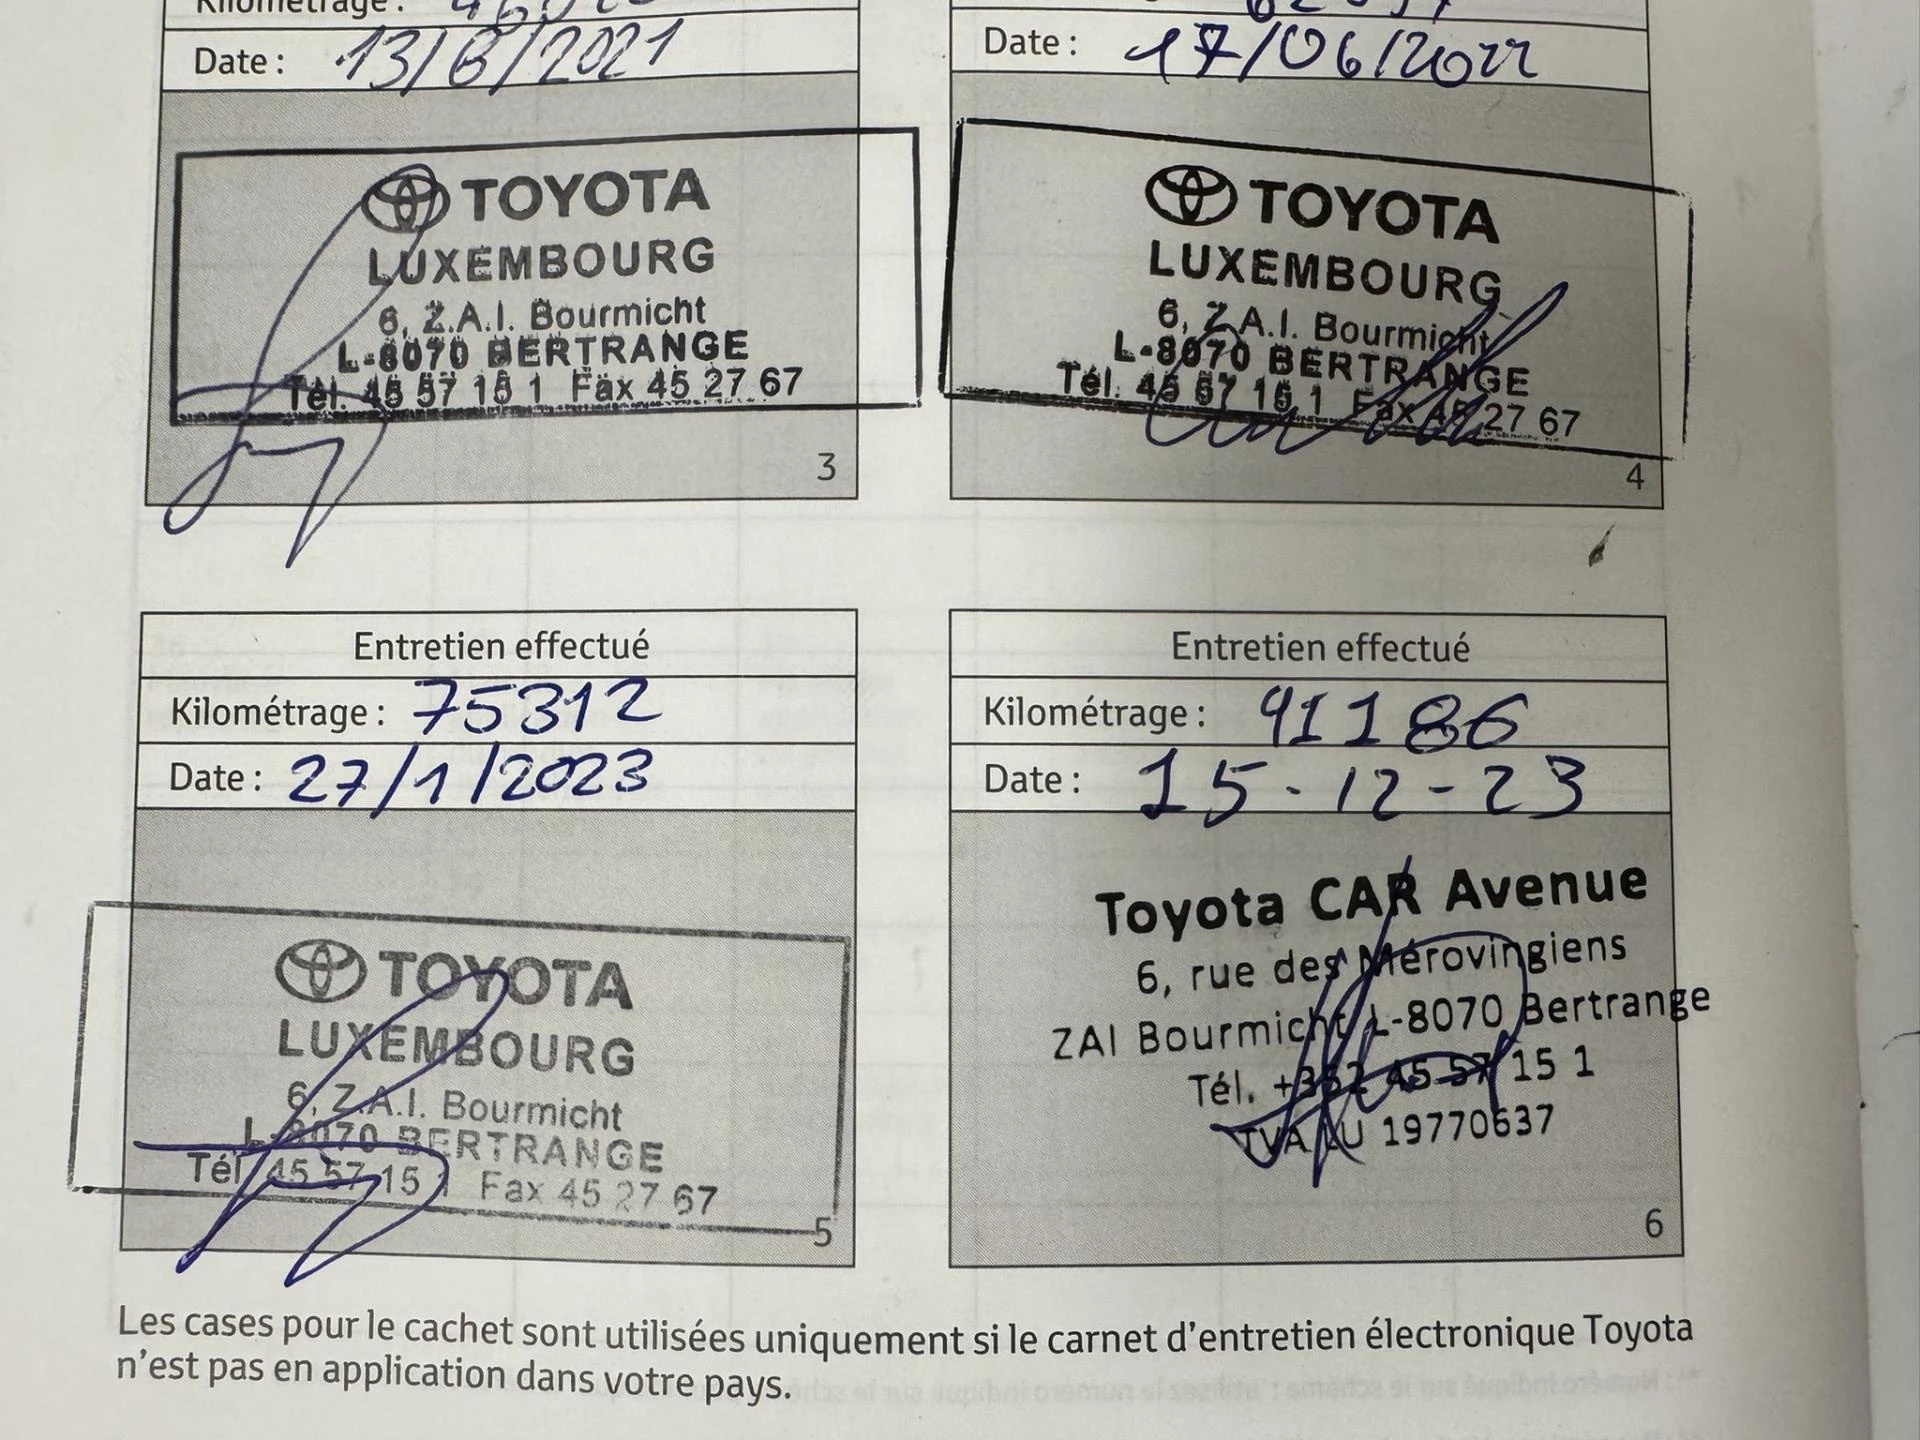 Kilométrage :
Date : 13/8/2021
TOYOTA
LUXEMBOURG
6, Z.A.I. Bourmicht
L-8070 BERTRANGE
Tél. 45 57 15 1 Fax 45 27 67
3
Date : 17/06/2022
TOYOTA
LUXEMBOURG
6, Z.A.I. Bourmicht
L-8070 BERTRANGE
Tél. 45 57 15 1 Fax 45 27 67
4
Entretien effectué
Kilométrage : 75312
Date : 27/1/2023
TOYOTA
LUXEMBOURG
6, Z.A.I. Bourmicht
L-8070 BERTRANGE
Tél. 45 57 15 1 Fax 45 27 67
5
Entretien effectué
Kilométrage : 91186
Date : 15-12-23
Toyota CAR Avenue
6, rue des Mérovingiens
ZAI Bourmicht L-8070 Bertrange
Tél. +352 45 57 15 1
TVA LU 19770637
6
Les cases pour le cachet sont utilisées uniquement si le carnet d'entretien électronique Toyota
n'est pas en application dans votre pays.